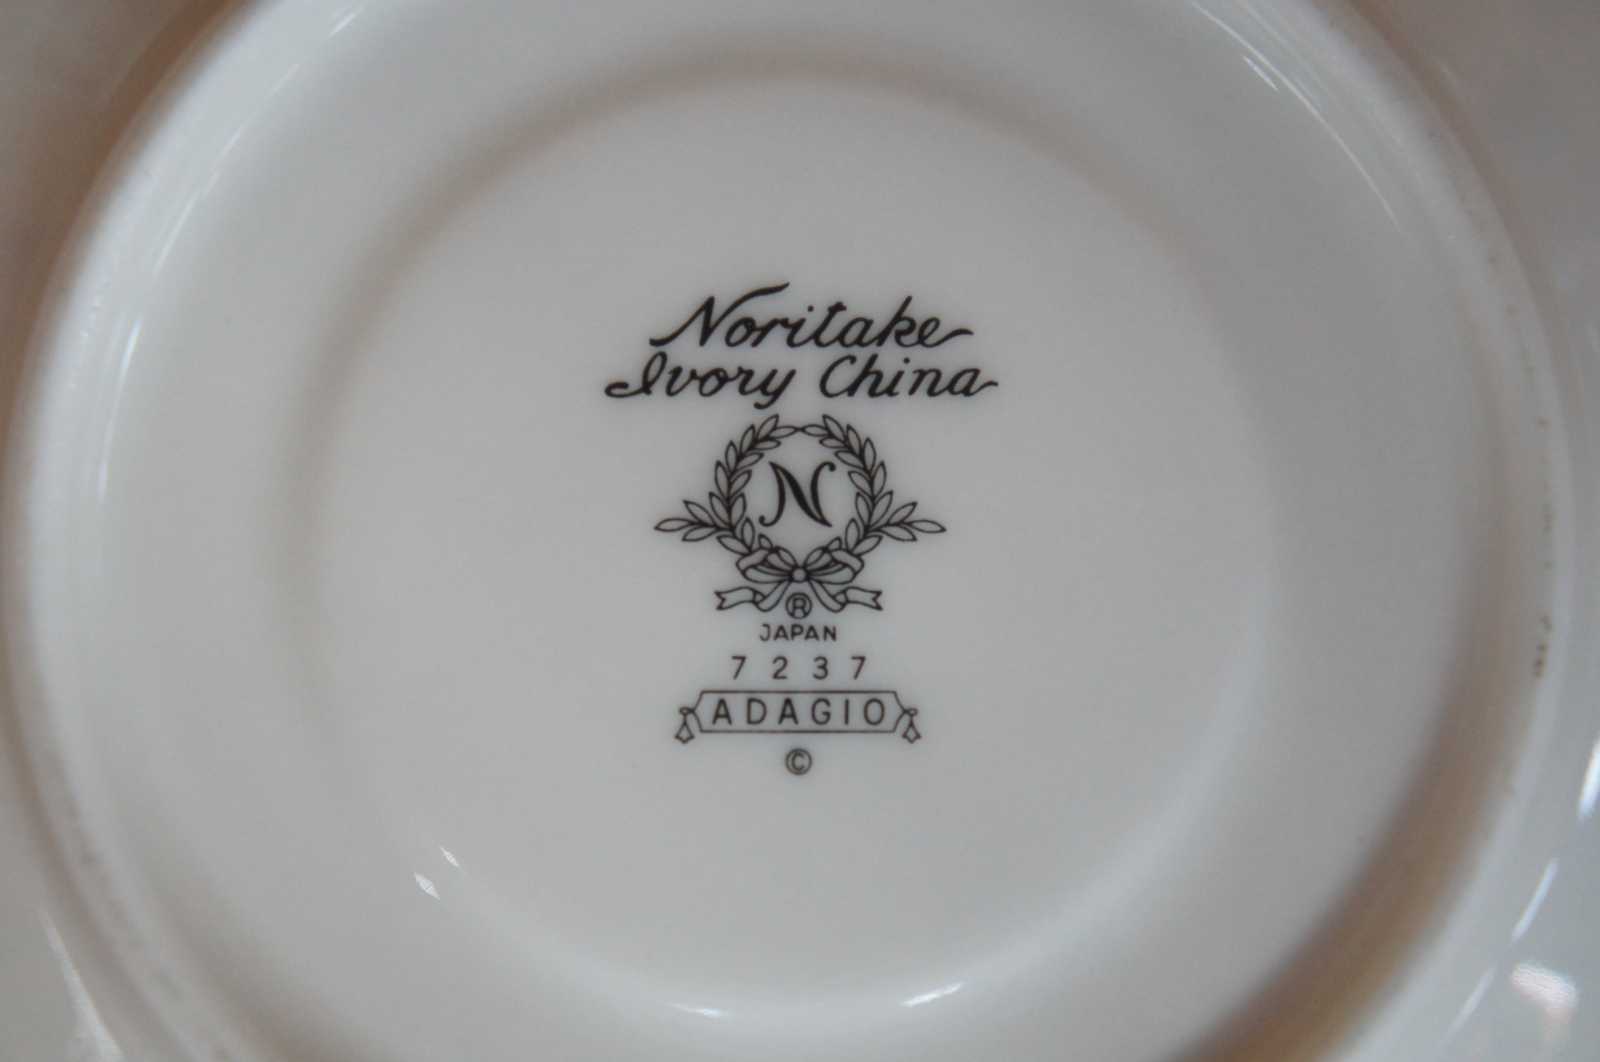 Noritake
Ivory China
N
®
JAPAN
7237
ADAGIO
©